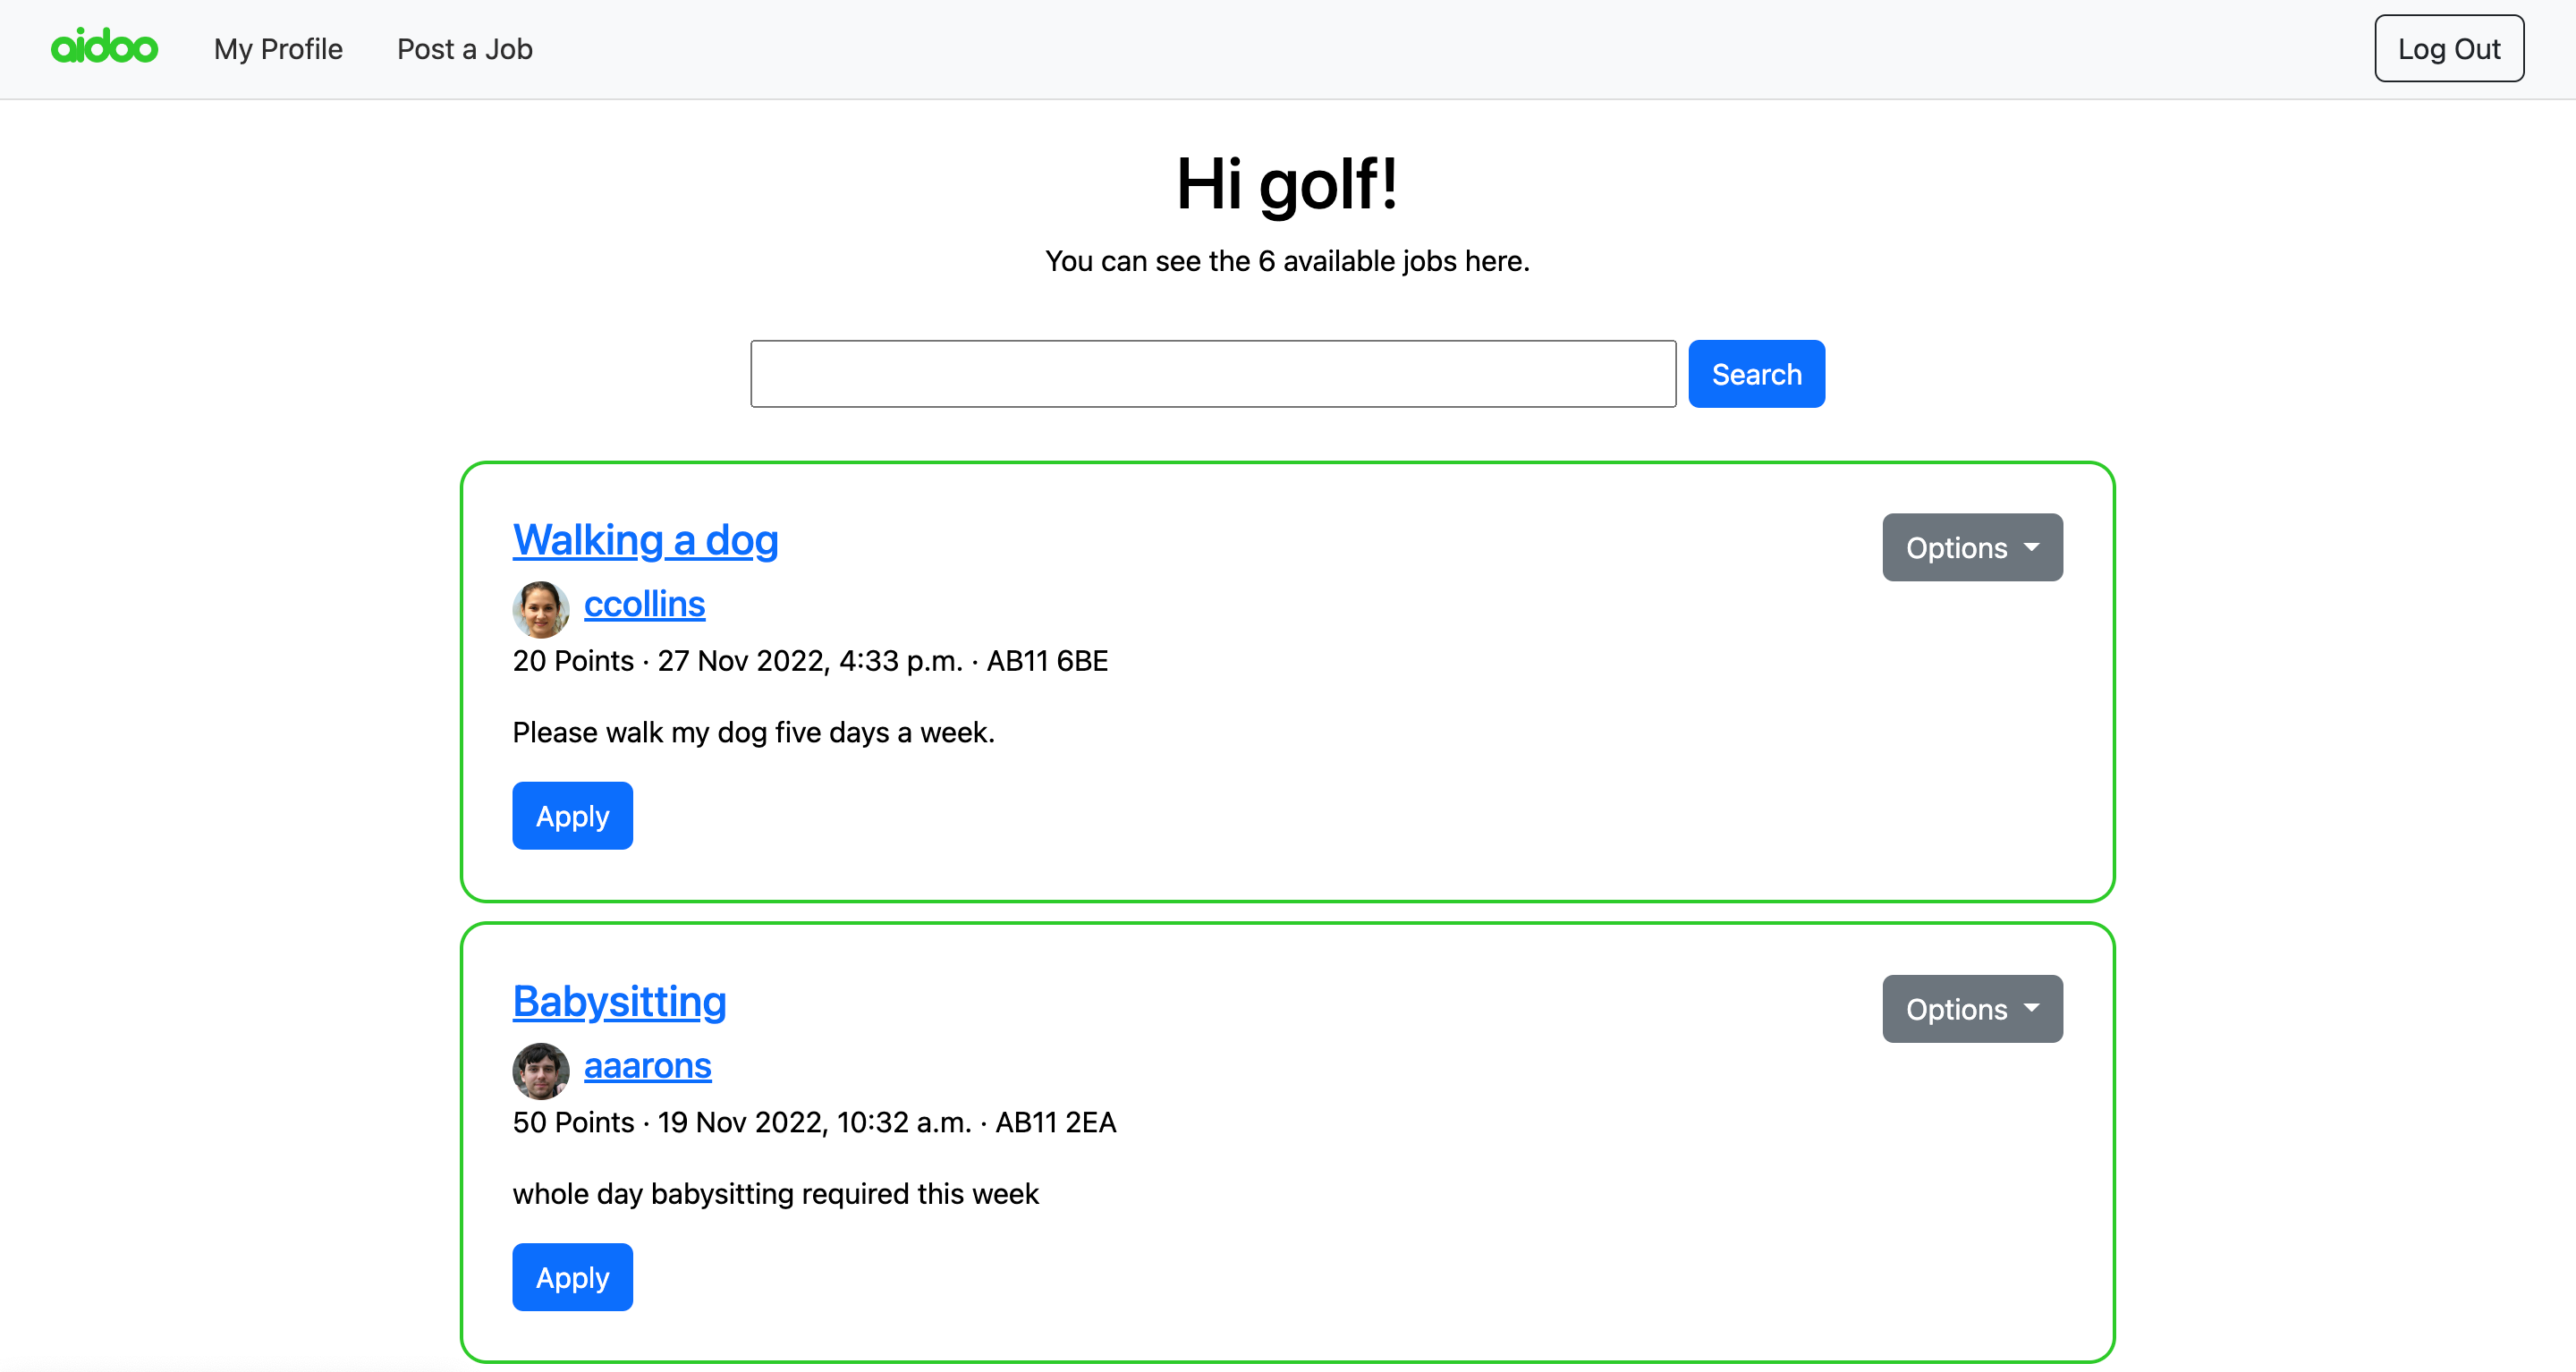 aidoo My Profile Post a Job Log Out
Hi golf!
You can see the 6 available jobs here.
Search
Walking a dog Options
ccollins
20 Points · 27 Nov 2022, 4:33 p.m. · AB11 6BE
Please walk my dog five days a week.
Apply
Babysitting Options
aaarons
50 Points · 19 Nov 2022, 10:32 a.m. · AB11 2EA
whole day babysitting required this week
Apply